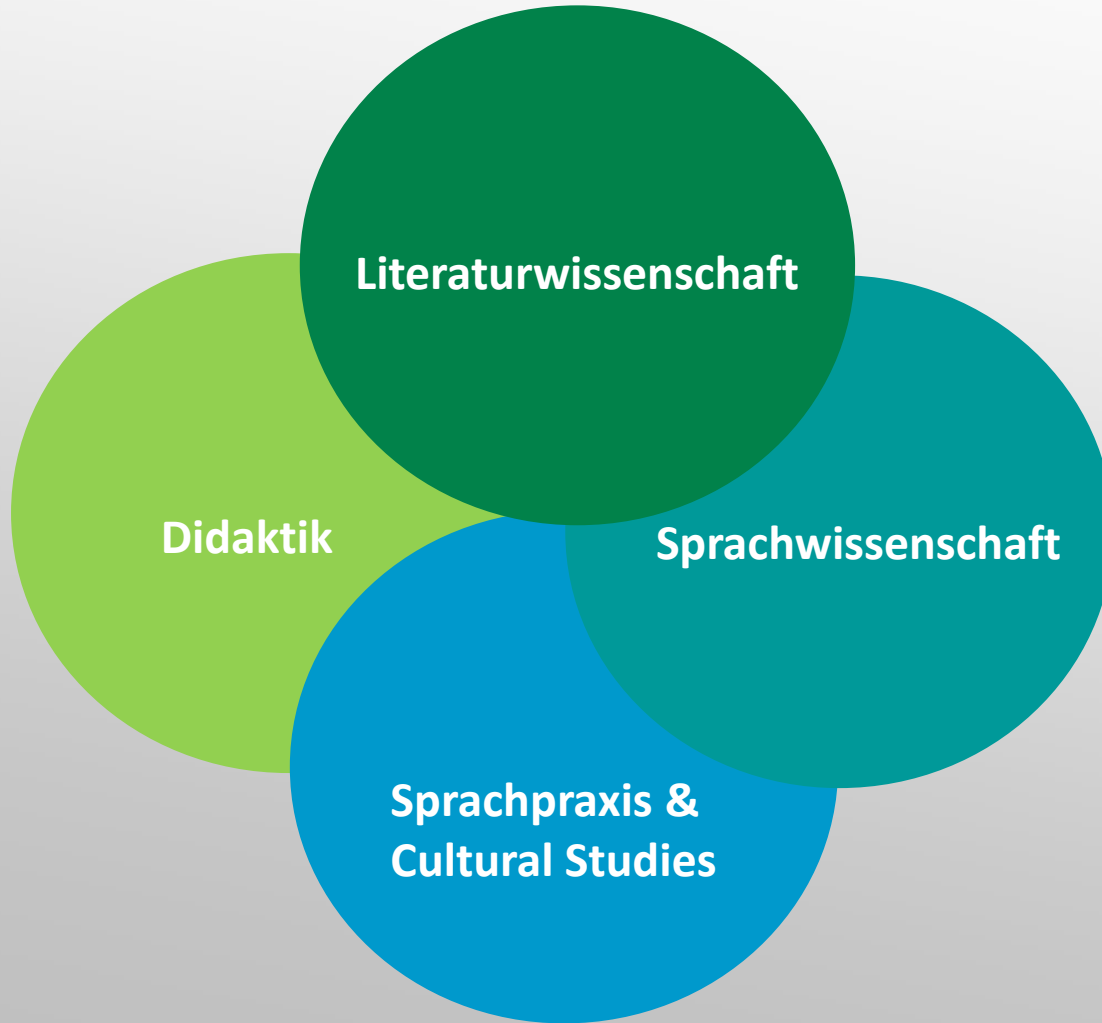 Literaturwissenschaft
Didaktik
Sprachwissenschaft
Sprachpraxis &
Cultural Studies